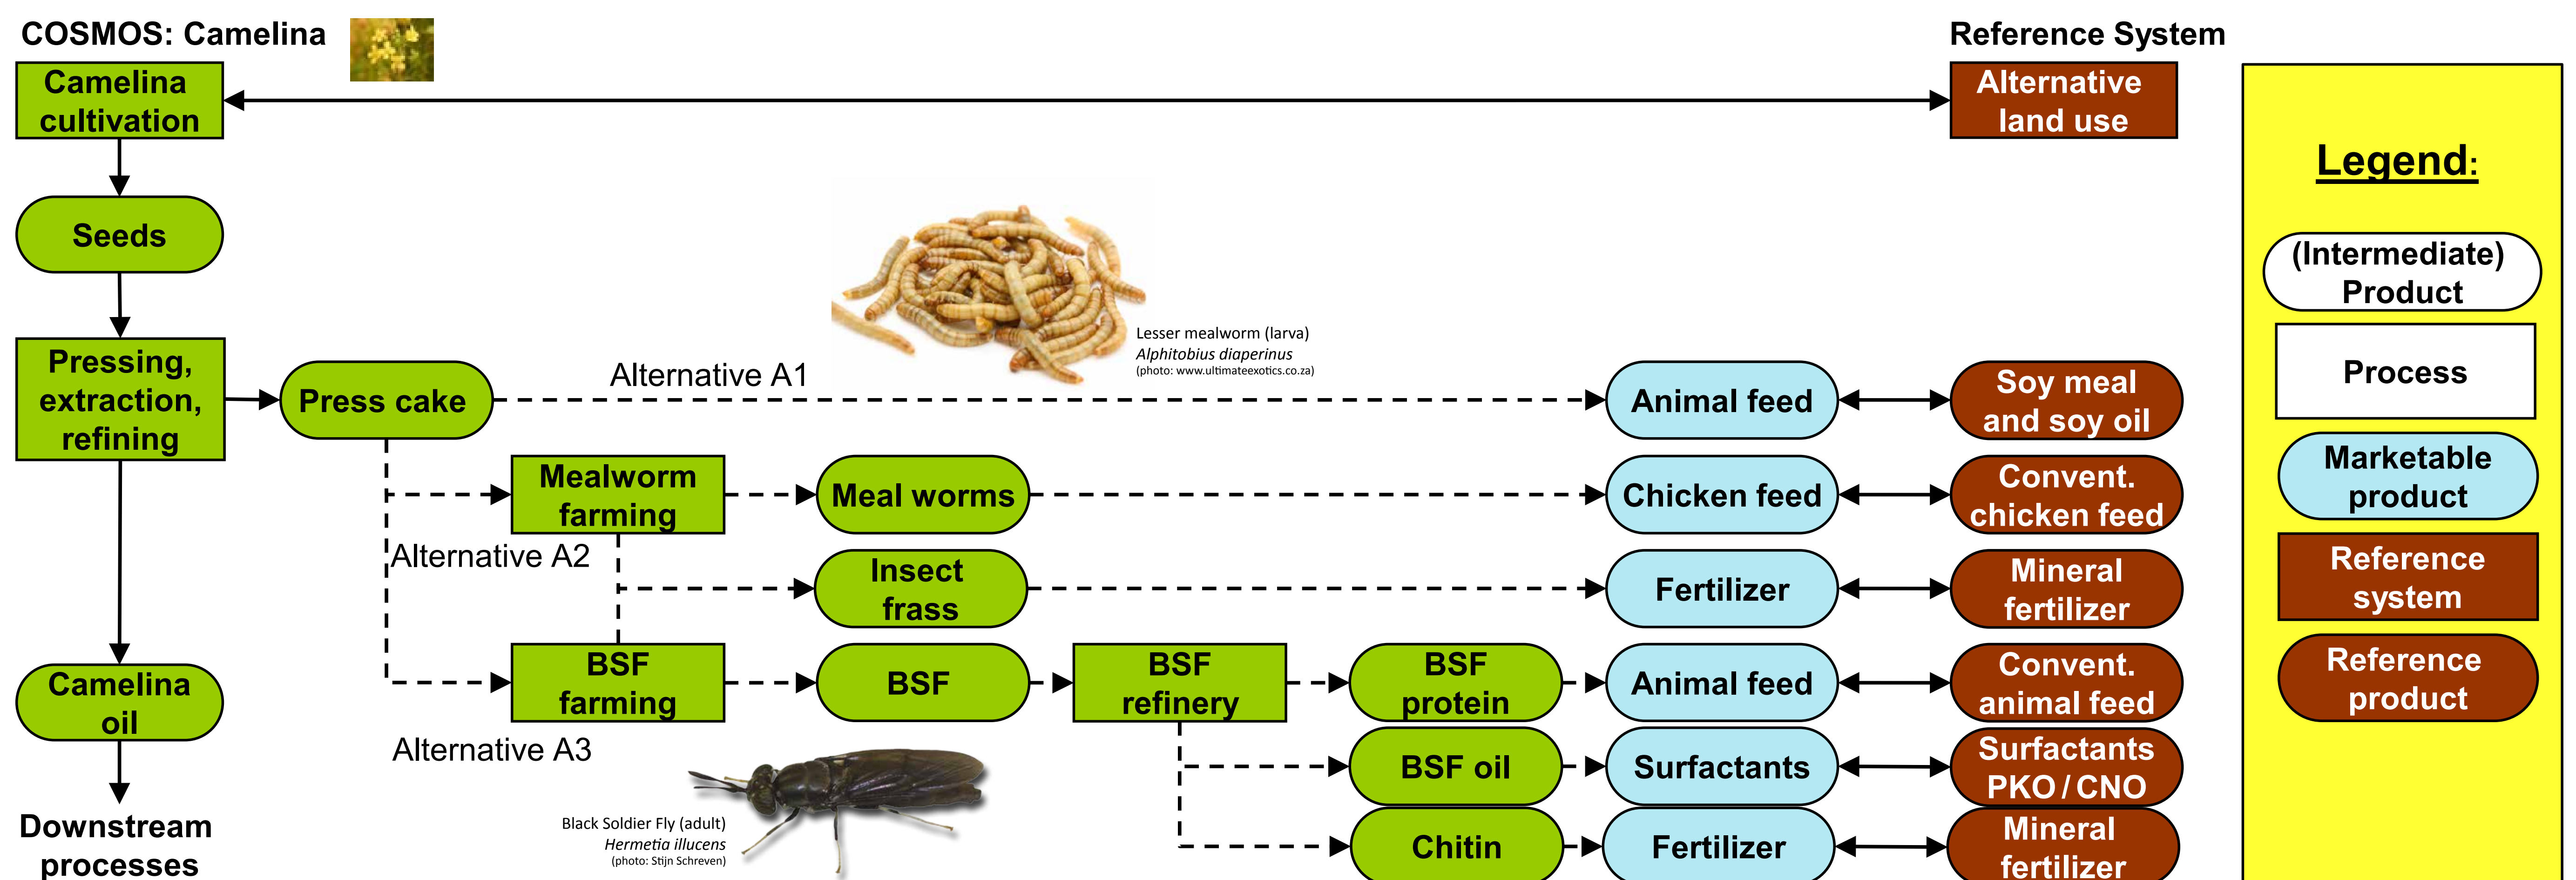 COSMOS: Camelina
Reference System
Camelina
cultivation
Alternative
land use
Seeds
Lesser mealworm (larva)
Alphitobius diaperinus
(photo: www.ultimateexotics.co.za)
Pressing,
extraction,
refining
Press cake
Alternative A1
Animal feed
Soy meal
and soy oil
Mealworm
farming
Meal worms
Chicken feed
Convent.
chicken feed
Alternative A2
Insect
frass
Fertilizer
Mineral
fertilizer
Camelina
oil
BSF
farming
BSF
BSF
refinery
BSF
protein
Animal feed
Convent.
animal feed
Alternative A3
BSF oil
Surfactants
Surfactants
PKO / CNO
Black Soldier Fly (adult)
Hermetia illucens
(photo: Stijn Schreven)
Downstream
processes
Chitin
Fertilizer
Mineral
fertilizer
Legend:
(Intermediate)
Product
Process
Marketable
product
Reference
system
Reference
product